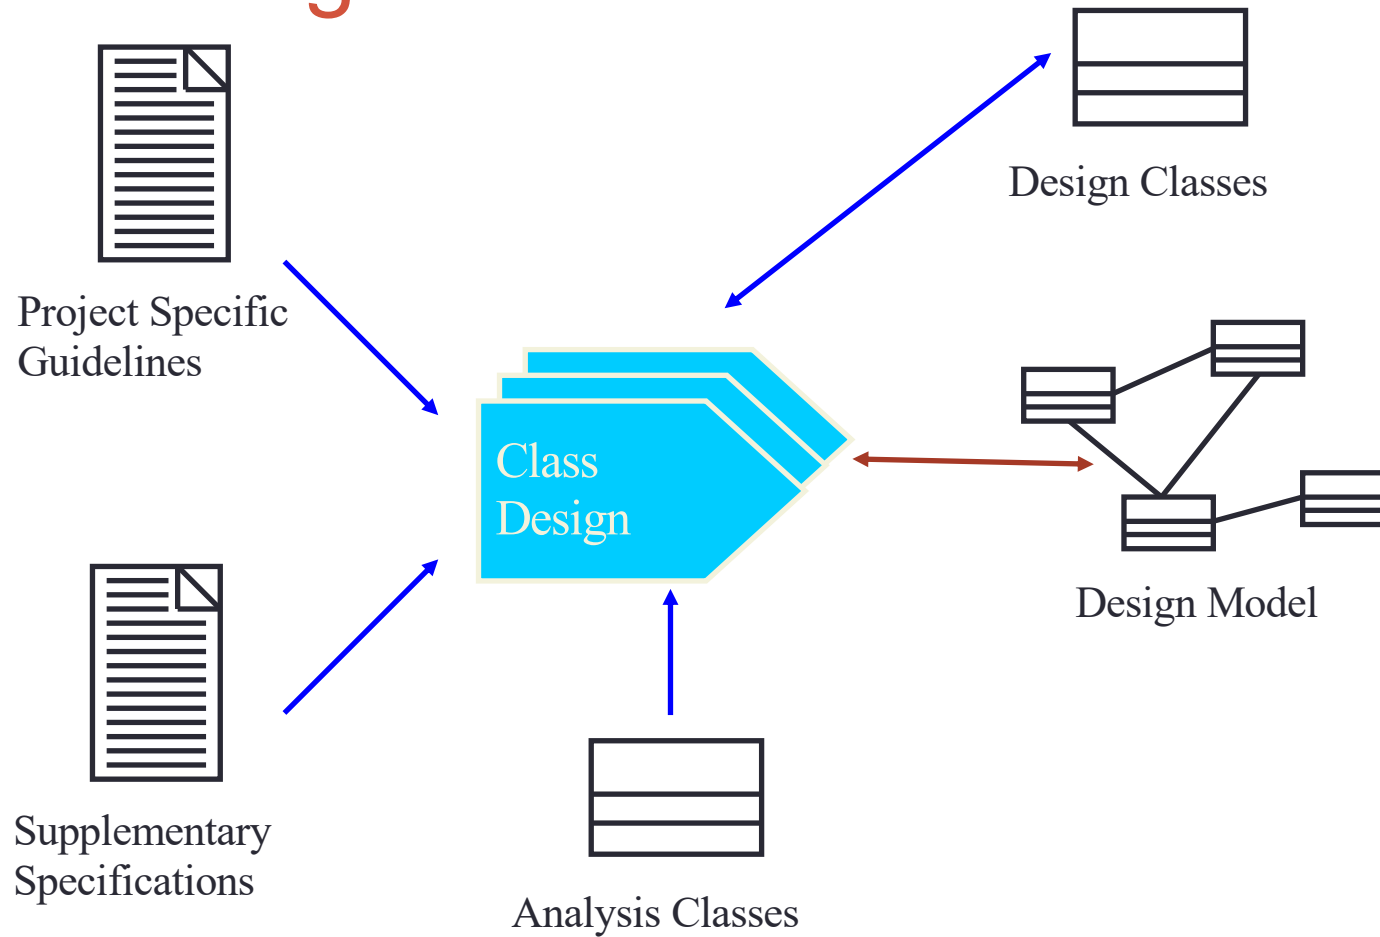 Design Classes
Project Specific
Guidelines
Class
Design
Design Model
Supplementary
Specifications
Analysis Classes